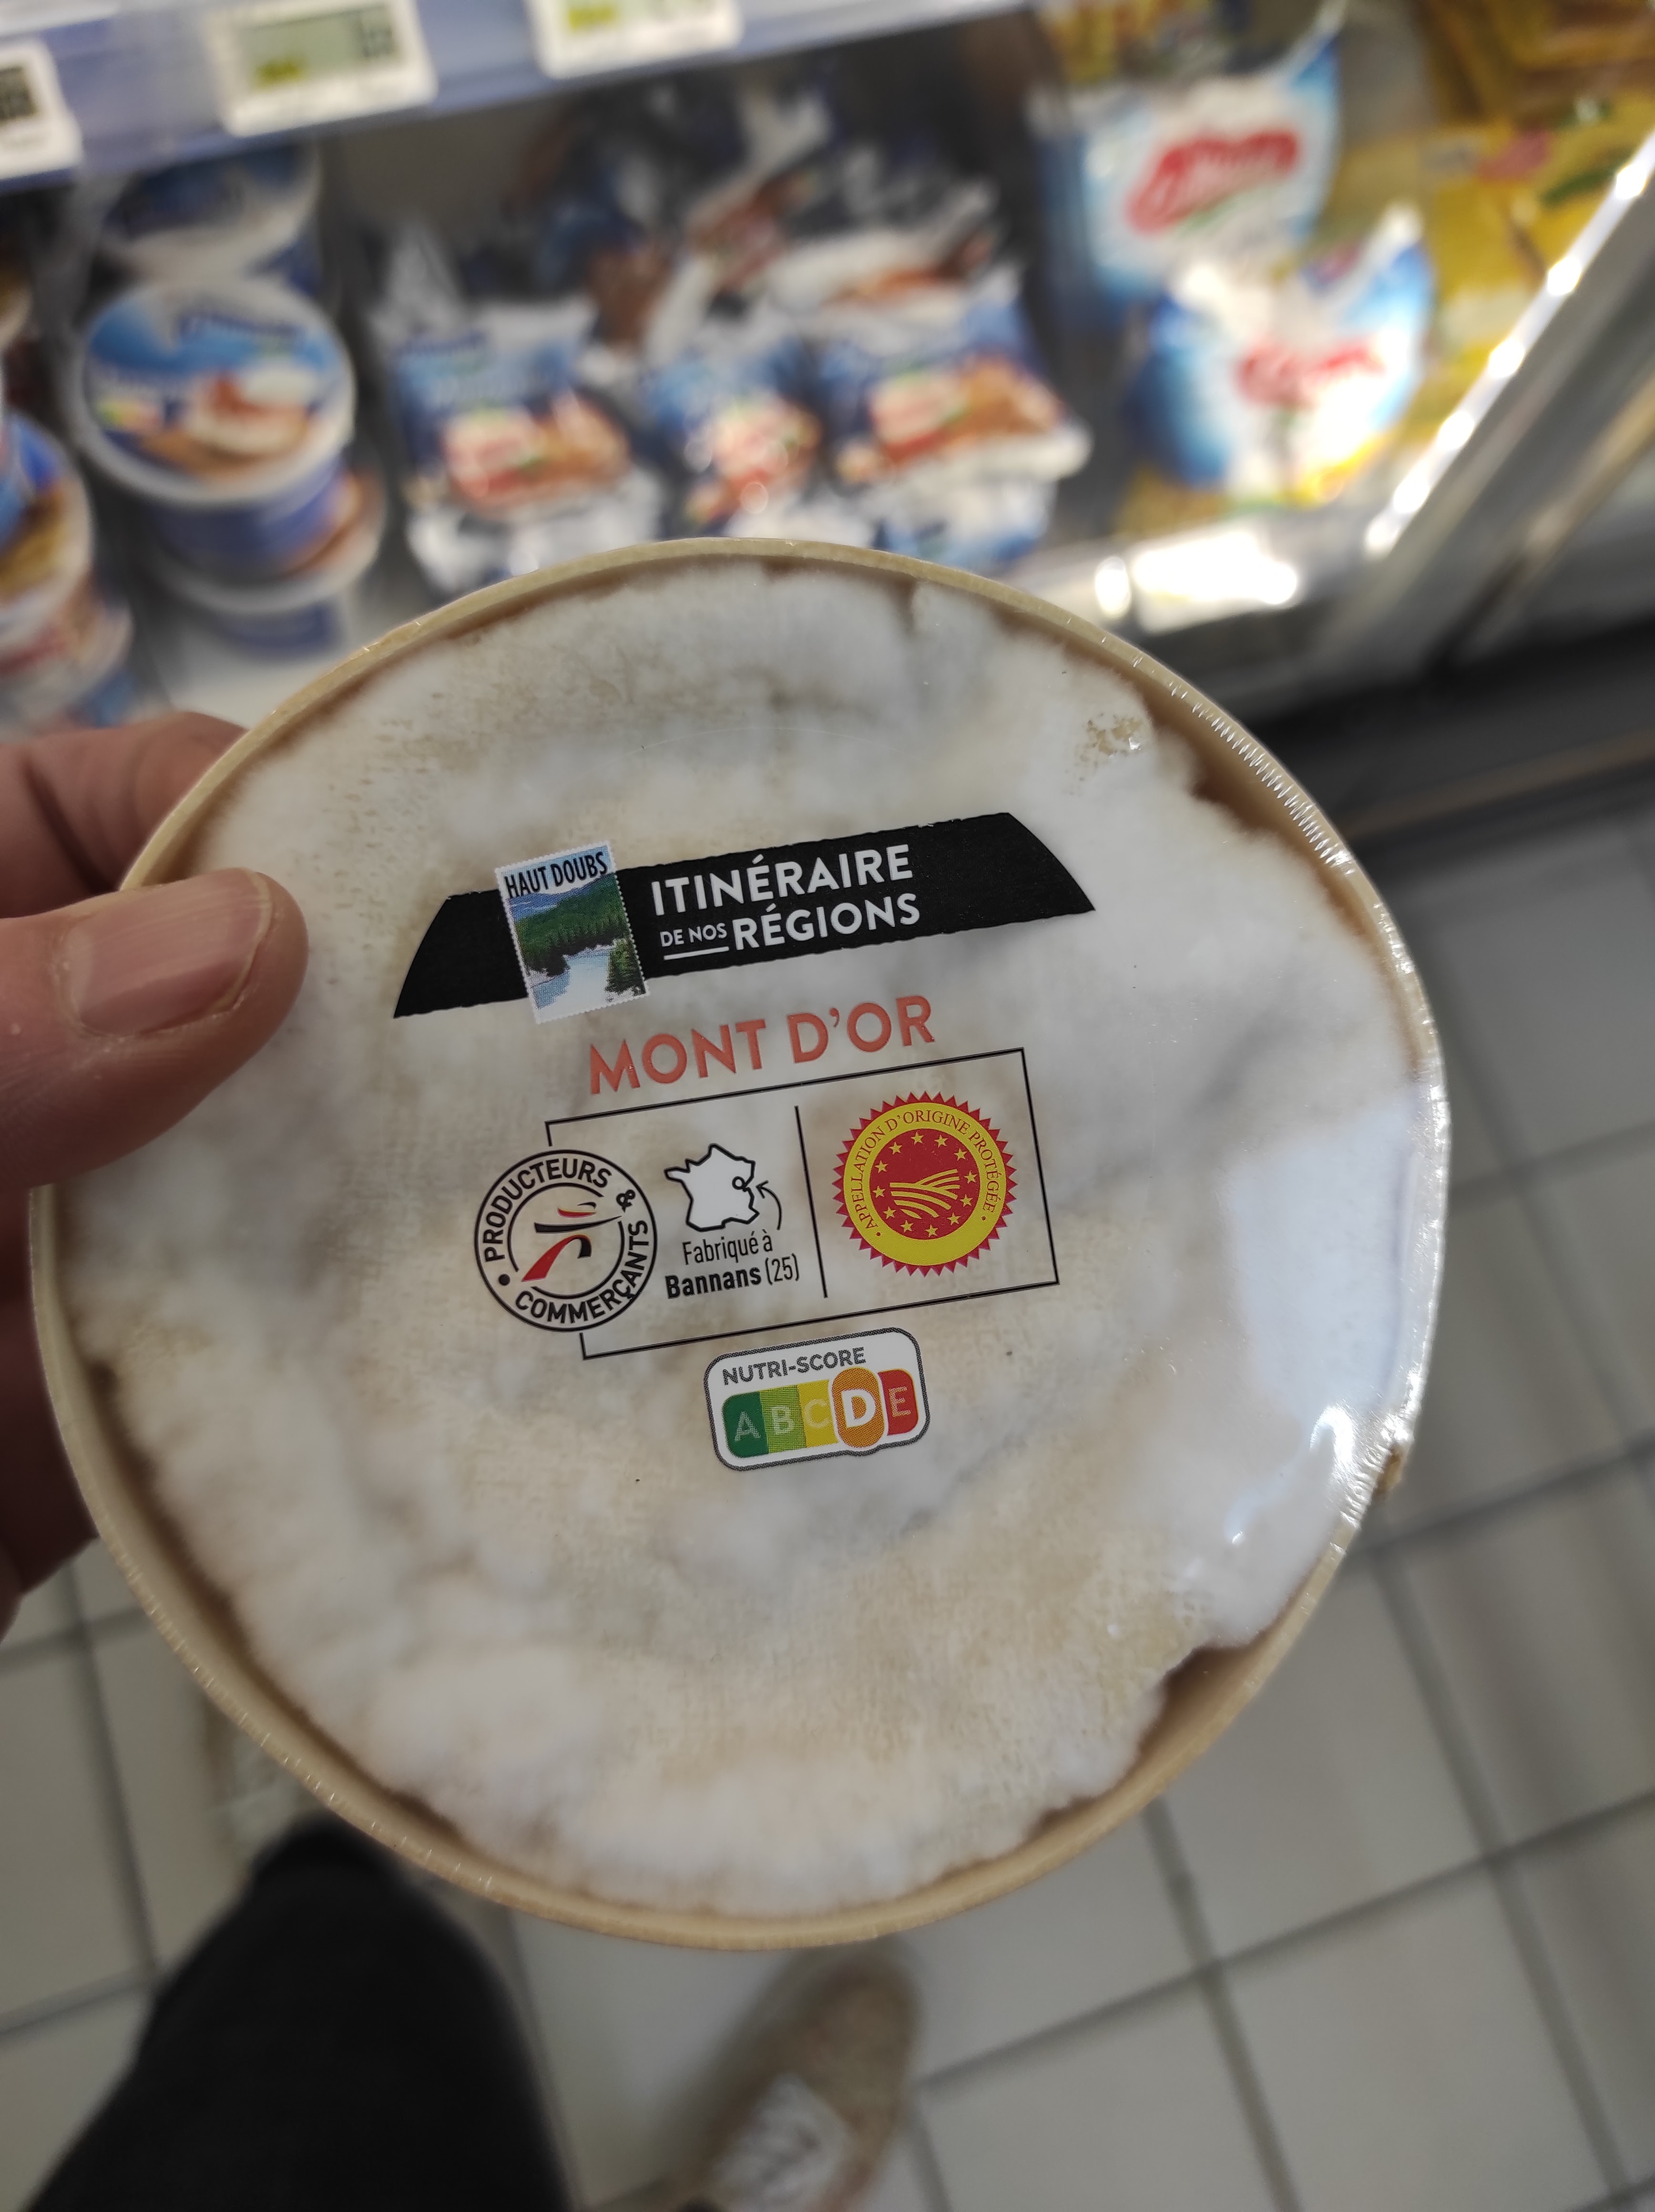 HAUT DOUBS
ITINÉRAIRE
DE NOS RÉGIONS
MONT D'OR
PRODUCTEURS & COMMERÇANTS
Fabriqué à
Bannans (25)
APPELLATION D'ORIGINE PROTÉGÉE
NUTRI-SCORE
A B C D E